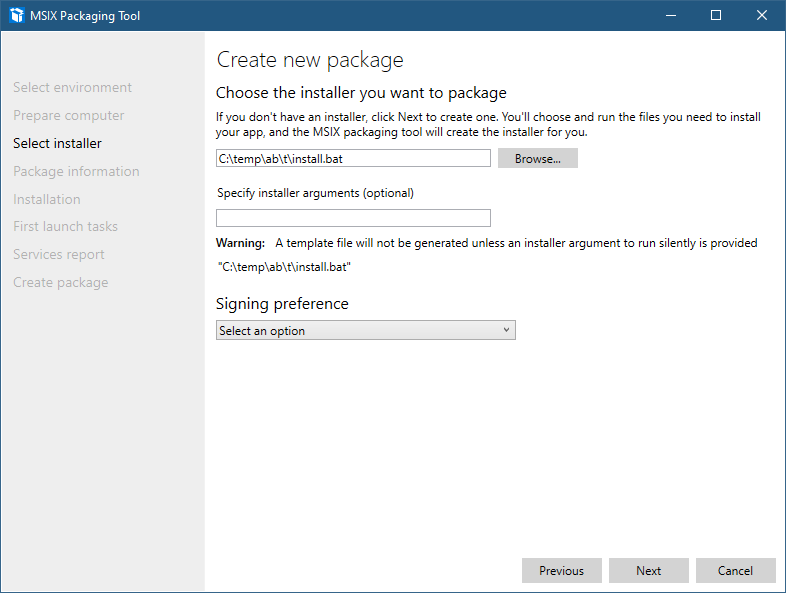 MSIX Packaging Tool
Select environment
Prepare computer
Select installer
Package information
Installation
First launch tasks
Services report
Create package
Create new package
Choose the installer you want to package
If you don't have an installer, click Next to create one. You'll choose and run the files you need to install
your app, and the MSIX packaging tool will create the installer for you.
C:\temp\ab\t\install.bat
Browse...
Specify installer arguments (optional)
Warning: A template file will not be generated unless an installer argument to run silently is provided
"C:\temp\ab\t\install.bat"
Signing preference
Select an option
Previous
Next
Cancel